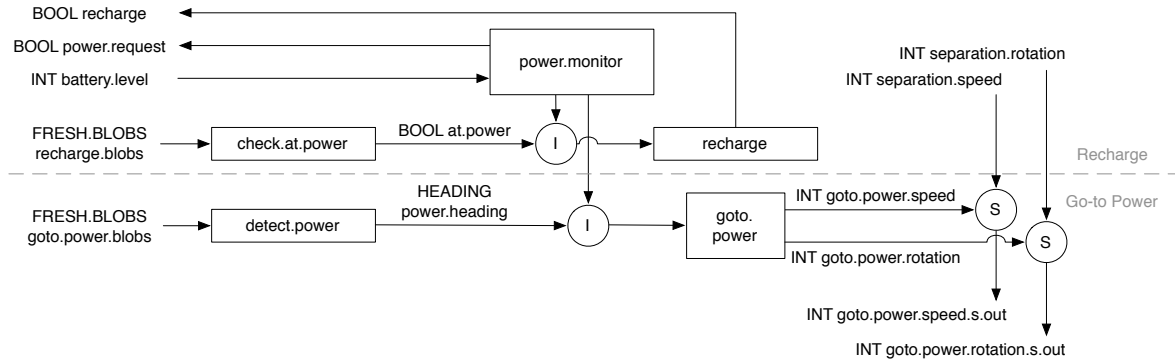 BOOL recharge
BOOL power.request
power.monitor
INT battery.level
INT separation.rotation
INT separation.speed
FRESH.BLOBS
recharge.blobs
check.at.power
BOOL at.power
I
recharge
Recharge
FRESH.BLOBS
goto.power.blobs
detect.power
HEADING
power.heading
I
goto.
power
INT goto.power.speed
S
Go-to Power
INT goto.power.rotation
S
INT goto.power.speed.s.out
INT goto.power.rotation.s.out